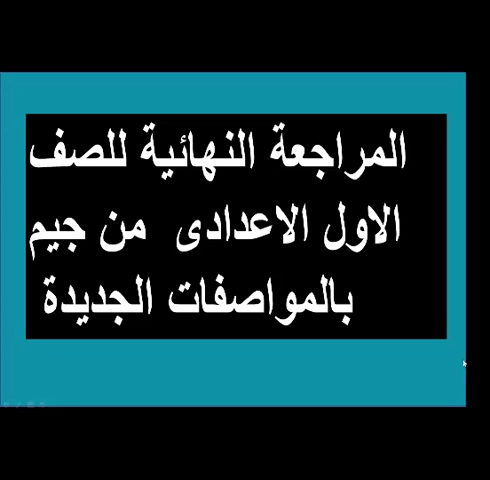 المراجعة النهائية للصف
الاول الاعدادى من جيم
بالمواصفات الجديدة